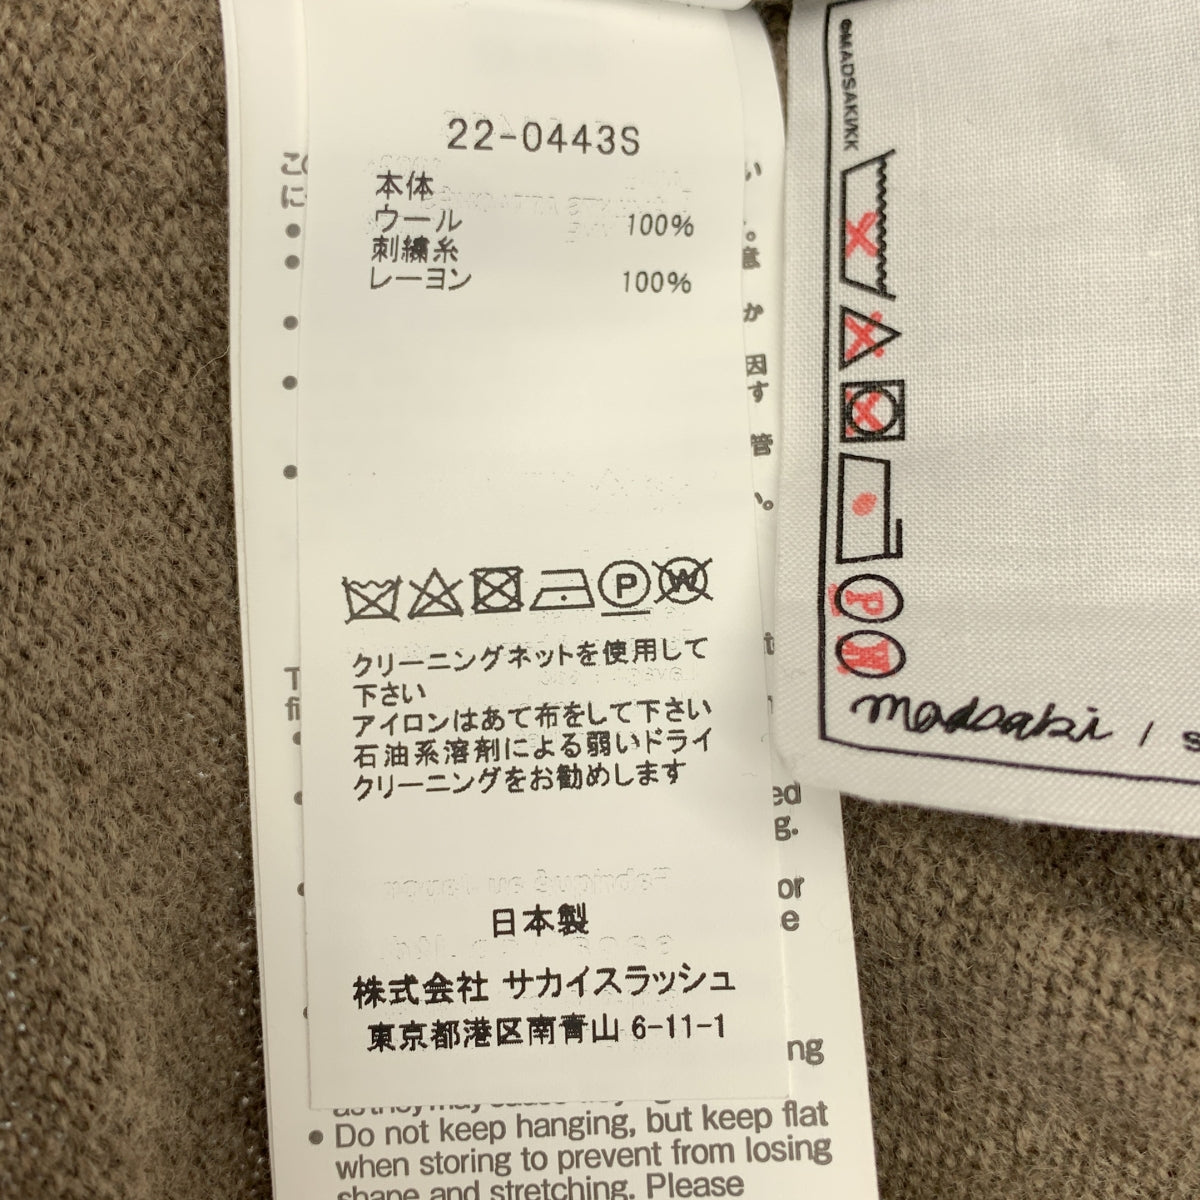 22-0443S
本体
ウール 100%
刺繍糸
レーヨン 100%
P
W
クリーニングネットを使用して
下さい
アイロンはあて布をして下さい
石油系溶剤による弱いドライ
クリーニングをお勧めします
日本製
株式会社 サカイスラッシュ
東京都港区南青山 6-11-1
ed
g.
or
e
ng
• Do not keep hanging, but keep flat
when storing to prevent from losing
shape and stretching. Please
©MADSAKI/KK
P
W
madsaki / s